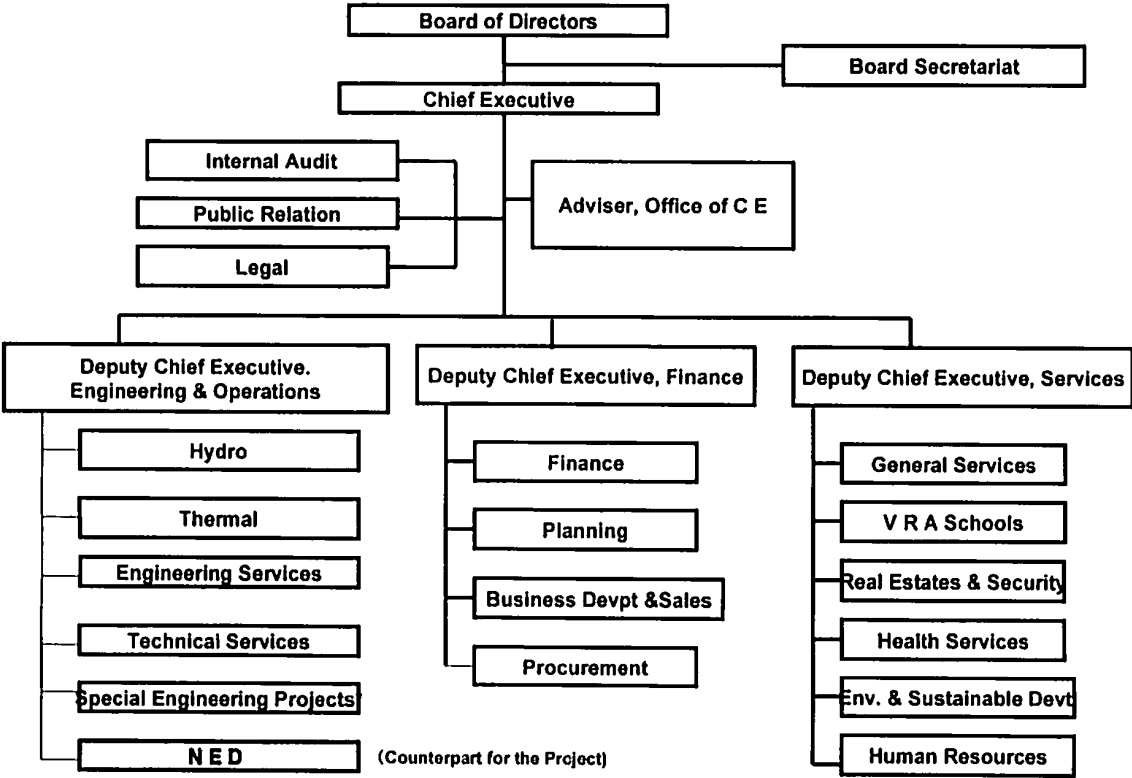 Board of Directors
Board Secretariat
Chief Executive
Internal Audit
Public Relation
Legal
Adviser, Office of C E
Deputy Chief Executive.
Engineering & Operations
Hydro
Thermal
Engineering Services
Technical Services
Special Engineering Projects
N E D
(Counterpart for the Project)
Deputy Chief Executive, Finance
Finance
Planning
Business Devpt &Sales
Procurement
Deputy Chief Executive, Services
General Services
V R A Schools
Real Estates & Security
Health Services
Env. & Sustainable Devt
Human Resources